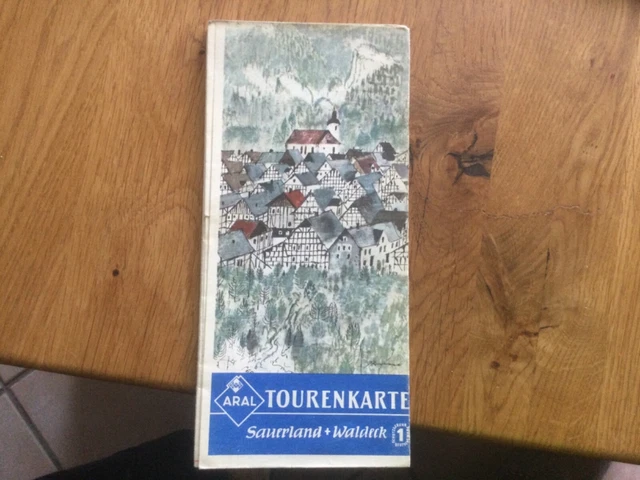 ARAL TOURENKARTE
Sauerland + Waldeck 1